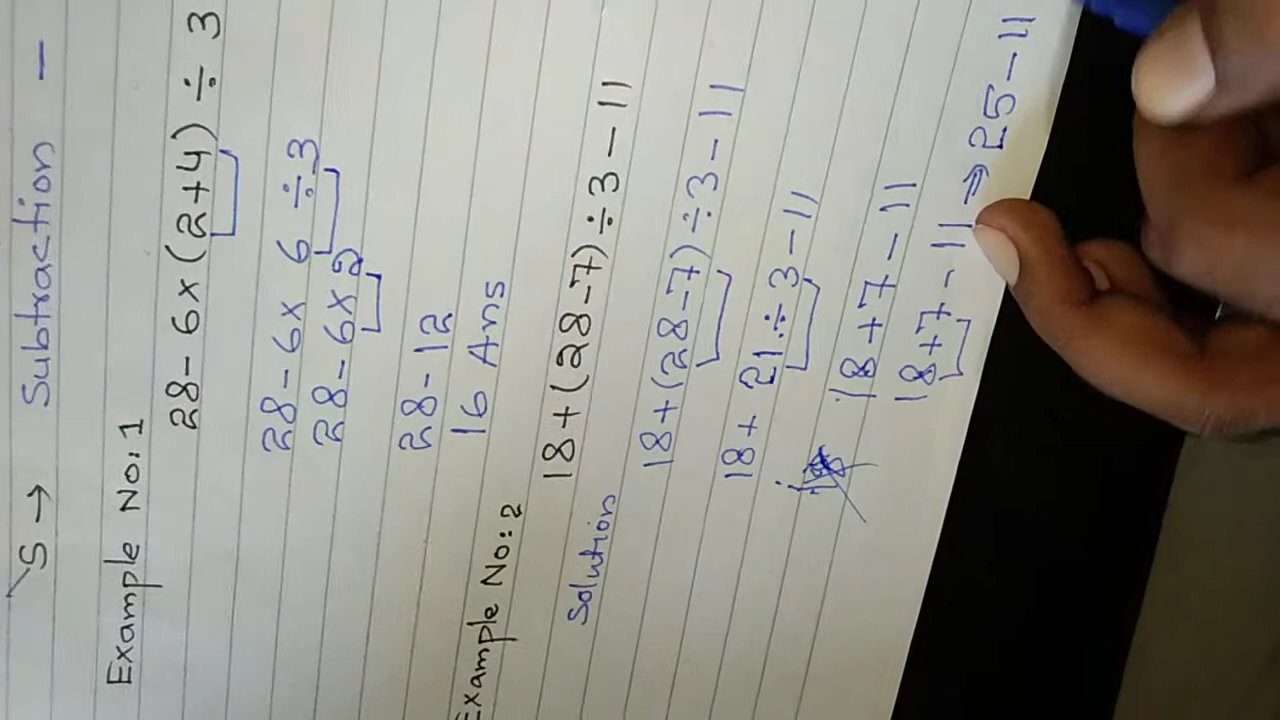 S → Subtraction −
Example No:1
28 - 6 x (2+4) ÷ 3
28 - 6 x 6 ÷ 3
28 - 6 x 2
28 - 12
16 Ans
Example No:2
18 + (28-7) ÷ 3 - 11
Solution
18 + (28-7) ÷ 3 - 11
18 + 21 ÷ 3 - 11
18 + 7 - 11
18 + 7 - 11 ⇒ 25 - 11